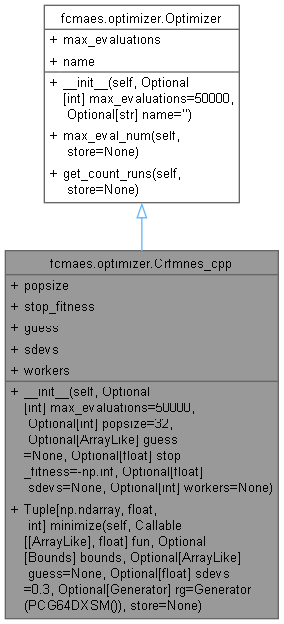 fcmaes.optimizer.Optimizer
+ max_evaluations
+ name
+ __init__(self, Optional
[int] max_evaluations=50000,
Optional[str] name='')
+ max_eval_num(self,
store=None)
+ get_count_runs(self,
store=None)
fcmaes.optimizer.Crfmnes_cpp
+ popsize
+ stop_fitness
+ guess
+ sdevs
+ workers
+ __init__(self, Optional
[int] max_evaluations=50000,
Optional[int] popsize=32,
Optional[ArrayLike] guess
=None, Optional[float] stop
_fitness=-np.inf, Optional[float]
sdevs=None, Optional[int] workers=None)
+ Tuple[np.ndarray, float,
int] minimize(self, Callable
[[ArrayLike], float] fun, Optional
[Bounds] bounds, Optional[ArrayLike]
guess=None, Optional[float] sdevs
=0.3, Optional[Generator] rg=Generator
(PCG64DXSM()), store=None)